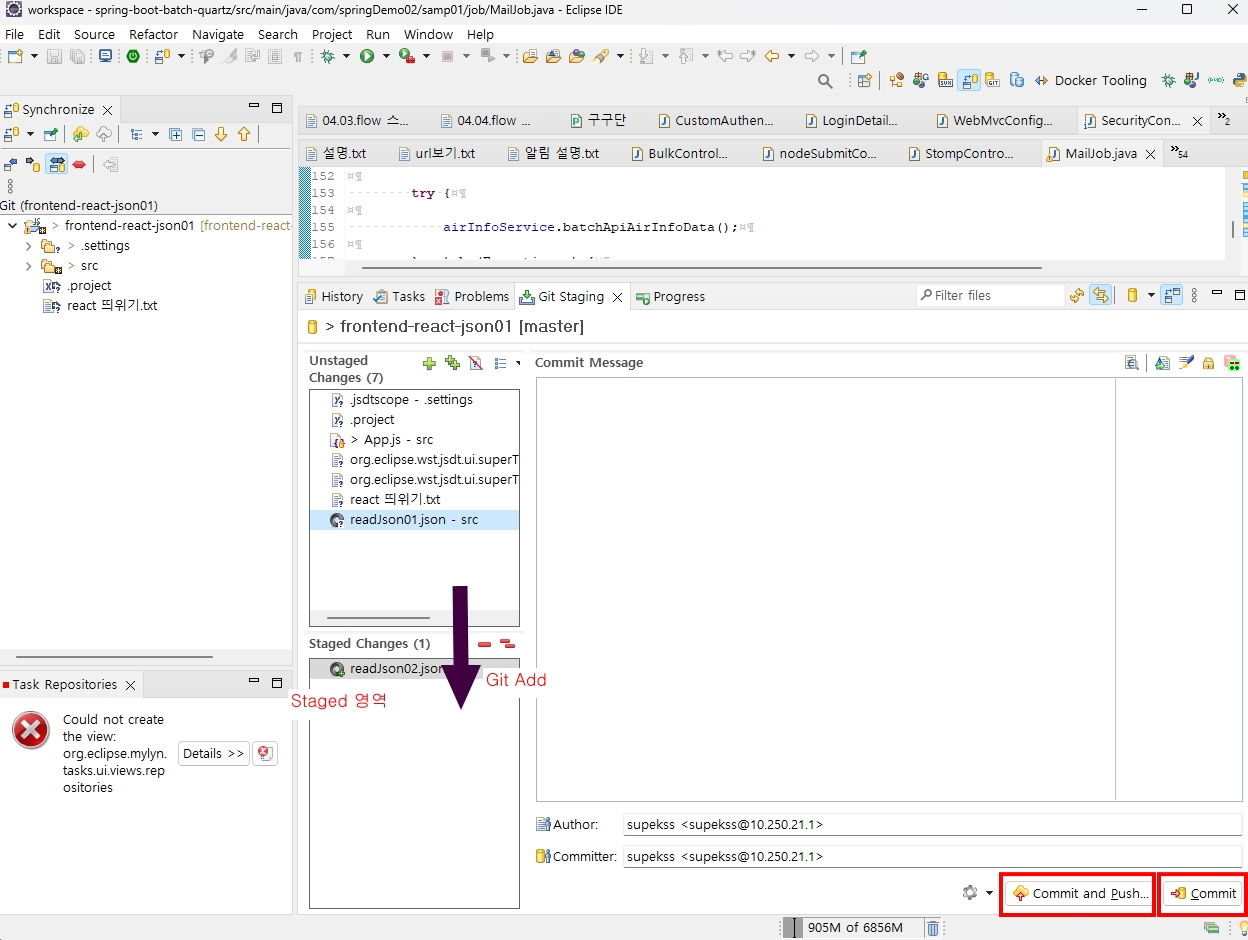 workspace - spring-boot-batch-quartz/src/main/java/com/springDemo02/samp01/job/MailJob.java - Eclipse IDE
File Edit Source Refactor Navigate Search Project Run Window Help
Docker Tooling
Synchronize
Git (frontend-react-json01)
> frontend-react-json01 [frontend-react-
> .settings
> src
.project
react 띄위기.txt
Task Repositories
Could not create
the view:
org.eclipse.mylyn.
tasks.ui.views.rep
ositories
Details >>
04.03.flow 스... 04.04.flow ... 구구단 CustomAuthen... LoginDetail... WebMvcConfig... SecurityCon... »2
설명.txt url보기.txt 알림 설명.txt BulkControl... nodeSubmitCo... StompContro... MailJob.java »54
152 ¤¶
153 ········try·{¤¶
154 ¤¶
155 ············airInfoService.batchApiAirInfoData();¤¶
156 ¤¶
History Tasks Problems Git Staging Progress Filter files
> frontend-react-json01 [master]
Unstaged
Changes (7)
.jsdtscope - .settings
.project
> App.js - src
org.eclipse.wst.jsdt.ui.superT
org.eclipse.wst.jsdt.ui.superT
react 띄위기.txt
readJson01.json - src
Staged Changes (1)
readJson02.json
Git Add
Staged 영역
Commit Message
Author: supekss <supekss@10.250.21.1>
Committer: supekss <supekss@10.250.21.1>
Commit and Push... Commit
905M of 6856M